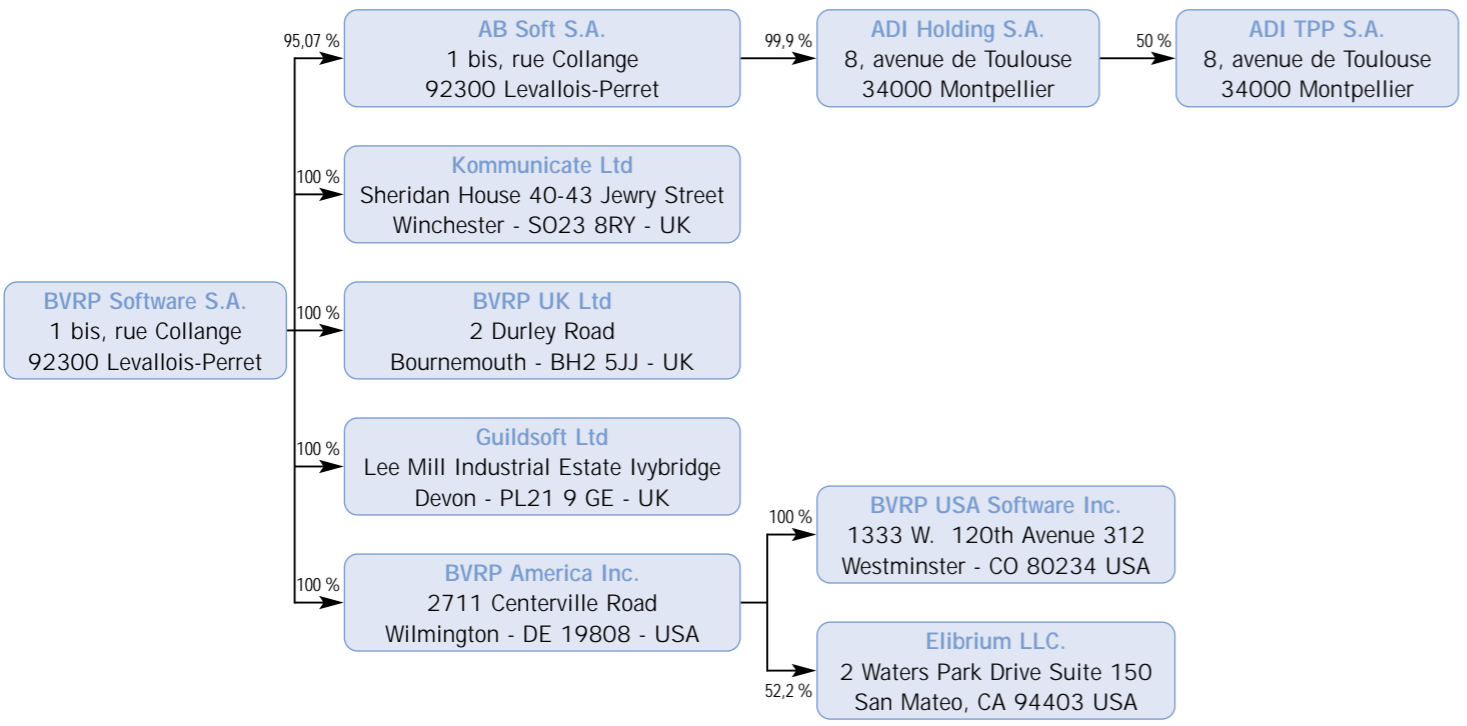 95,07 %
AB Soft S.A.
1 bis, rue Collange
92300 Levallois-Perret
99,9 %
ADI Holding S.A.
8, avenue de Toulouse
34000 Montpellier
50 %
ADI TPP S.A.
8, avenue de Toulouse
34000 Montpellier
100 %
Kommunicate Ltd
Sheridan House 40-43 Jewry Street
Winchester - SO23 8RY - UK
BVRP Software S.A.
1 bis, rue Collange
92300 Levallois-Perret
100 %
BVRP UK Ltd
2 Durley Road
Bournemouth - BH2 5JJ - UK
100 %
Guildsoft Ltd
Lee Mill Industrial Estate Ivybridge
Devon - PL21 9 GE - UK
100 %
BVRP America Inc.
2711 Centerville Road
Wilmington - DE 19808 - USA
100 %
BVRP USA Software Inc.
1333 W. 120th Avenue 312
Westminster - CO 80234 USA
52,2 %
Elibrium LLC.
2 Waters Park Drive Suite 150
San Mateo, CA 94403 USA